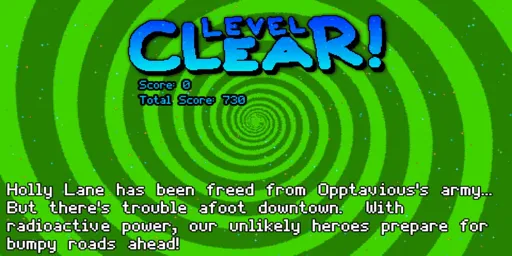 LEVEL
CLEAR!
Score: 0
Total Score: 730
Holly Lane has been freed from Opptavious's army…
But there's trouble afoot downtown.  With
radioactive power, our unlikely heroes prepare for
bumpy roads ahead!